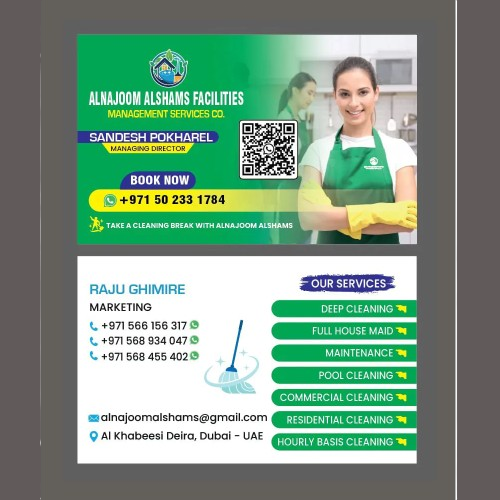 ALNAJOOM ALSHAMS FACILITIES
MANAGEMENT SERVICES CO.
SANDESH POKHAREL
MANAGING DIRECTOR
BOOK NOW
+971 50 233 1784
TAKE A CLEANING BREAK WITH ALNAJOOM ALSHAMS
RAJU GHIMIRE
MARKETING
+971 566 156 317
+971 568 934 047
+971 568 455 402
alnajoomalshams@gmail.com
Al Khabeesi Deira, Dubai - UAE
OUR SERVICES
DEEP CLEANING
FULL HOUSE MAID
MAINTENANCE
POOL CLEANING
COMMERCIAL CLEANING
RESIDENTIAL CLEANING
HOURLY BASIS CLEANING